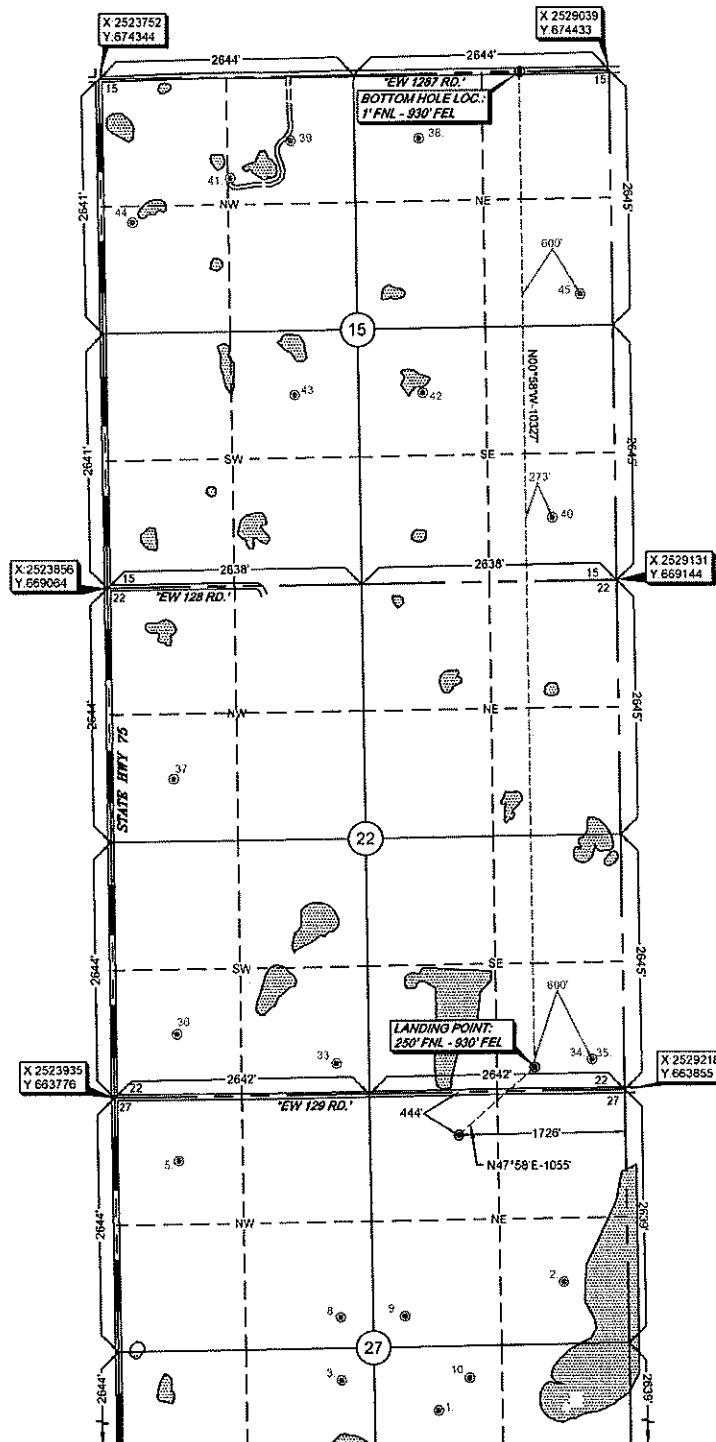 X:2523752
Y:674344
X:2529039
Y:674433
2644'
2644'
15
"EW 1287 RD."
15
BOTTOM HOLE LOC.:
1' FNL - 930' FEL
39
38.
41.
2641'
44
NW
NE
2645'
600'
45
15
N00°58'W-10327'
43
42
2641'
2645'
SW
SE
273'
40
X:2523856
Y:669064
15
2638'
2638'
15
X:2529131
Y:669144
22
"EW 128 RD."
22
2644'
2645'
NW
NE
STATE HWY 75
37
22
2644'
2645'
SW
SE
600'
LANDING POINT:
250' FNL - 930' FEL
33
34.
35.
X:2523935
Y:663776
22
2642'
2642'
22
X:2529218
Y:663855
27
"EW 129 RD."
27
444'
1726'
N47°58'E-1055'
5.
2644'
NW
NE
2639'
2.
8
9
27
10.
2644'
2639'
1.